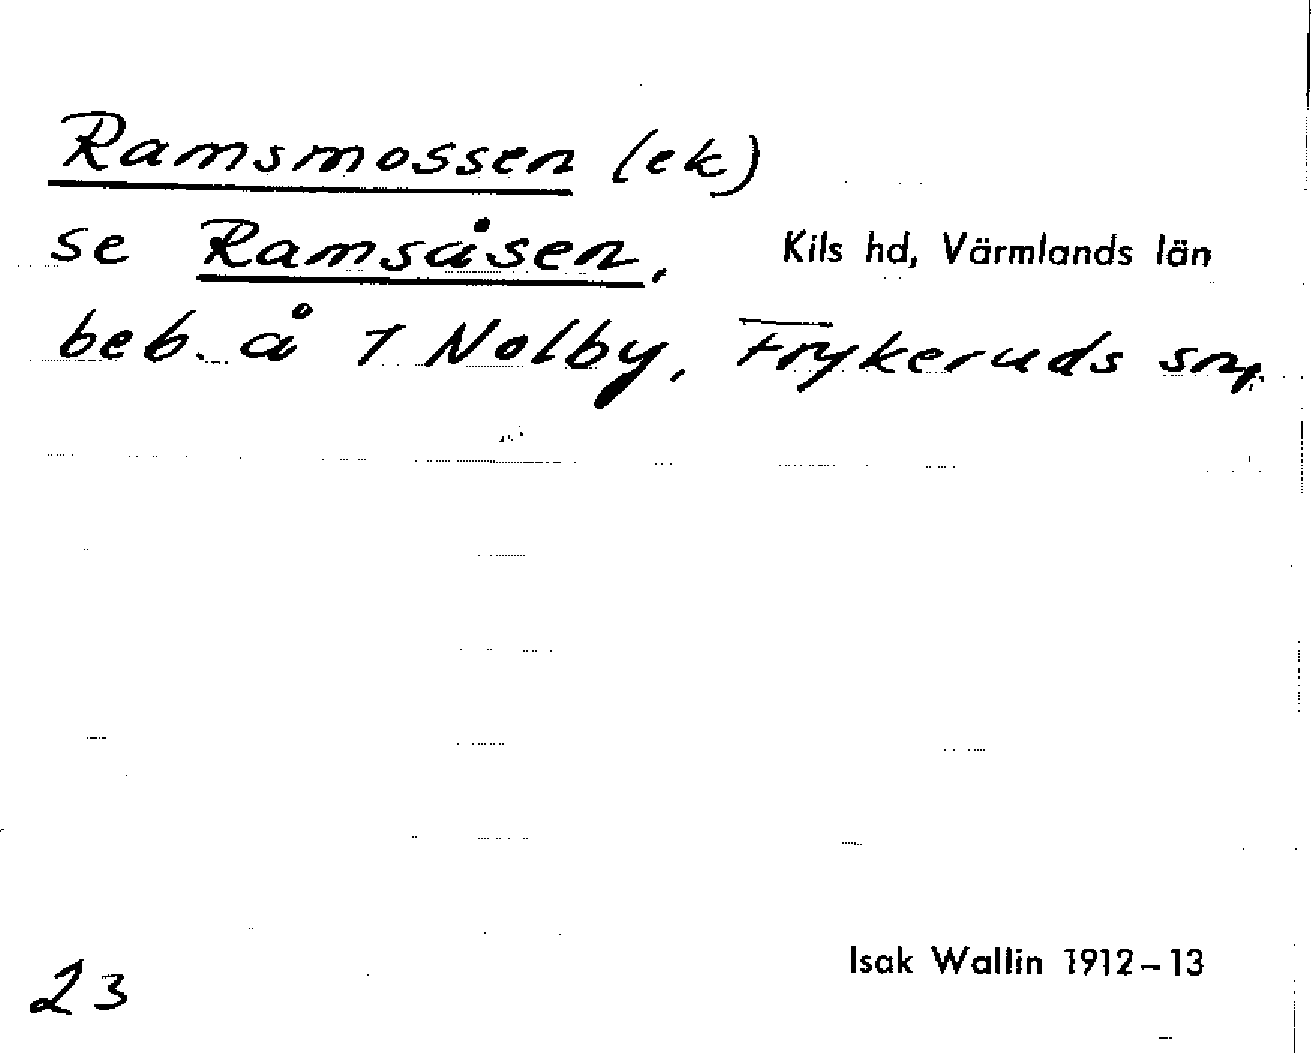 Ramsmossen (ek)
se Ramsåsen,
Kils hd, Värmlands län
beb. å 1 Nolby, Frykeruds sn,
Isak Wallin 1912–13
23